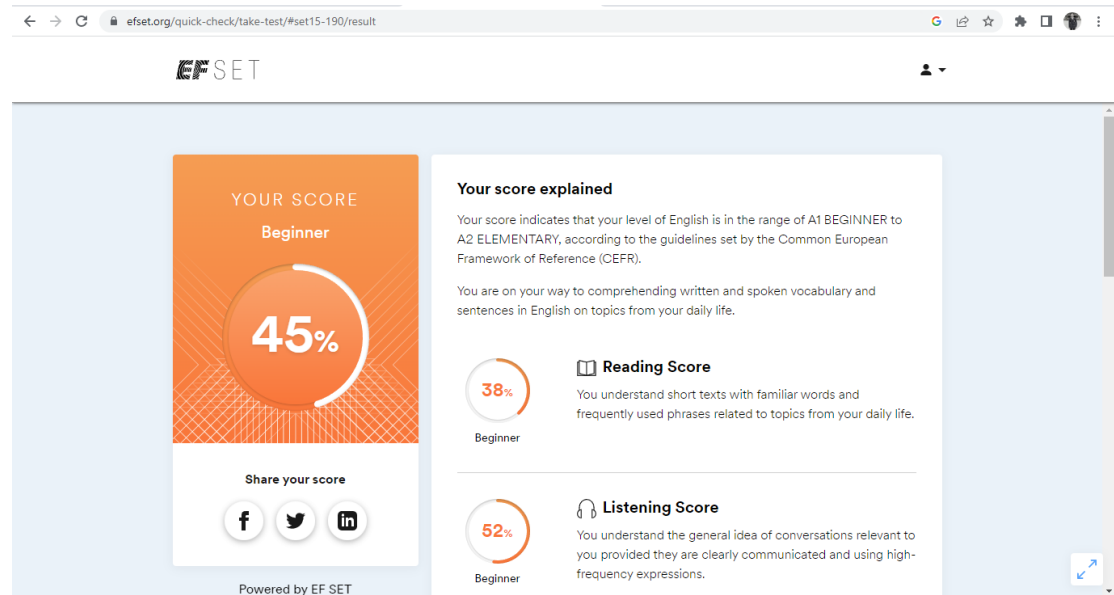 efset.org/quick-check/take-test/#set15-190/result
EFSET
YOUR SCORE
Beginner
45%
Share your score
Powered by EF SET
Your score explained
Your score indicates that your level of English is in the range of A1 BEGINNER to
A2 ELEMENTARY, according to the guidelines set by the Common European
Framework of Reference (CEFR).
You are on your way to comprehending written and spoken vocabulary and
sentences in English on topics from your daily life.
38%
Beginner
Reading Score
You understand short texts with familiar words and
frequently used phrases related to topics from your daily life.
52%
Beginner
Listening Score
You understand the general idea of conversations relevant to
you provided they are clearly communicated and using high-
frequency expressions.